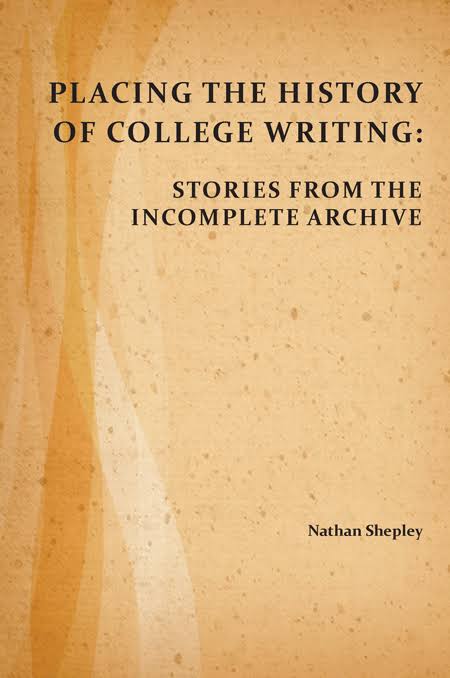 PLACING THE HISTORY
OF COLLEGE WRITING:
STORIES FROM THE
INCOMPLETE ARCHIVE
Nathan Shepley